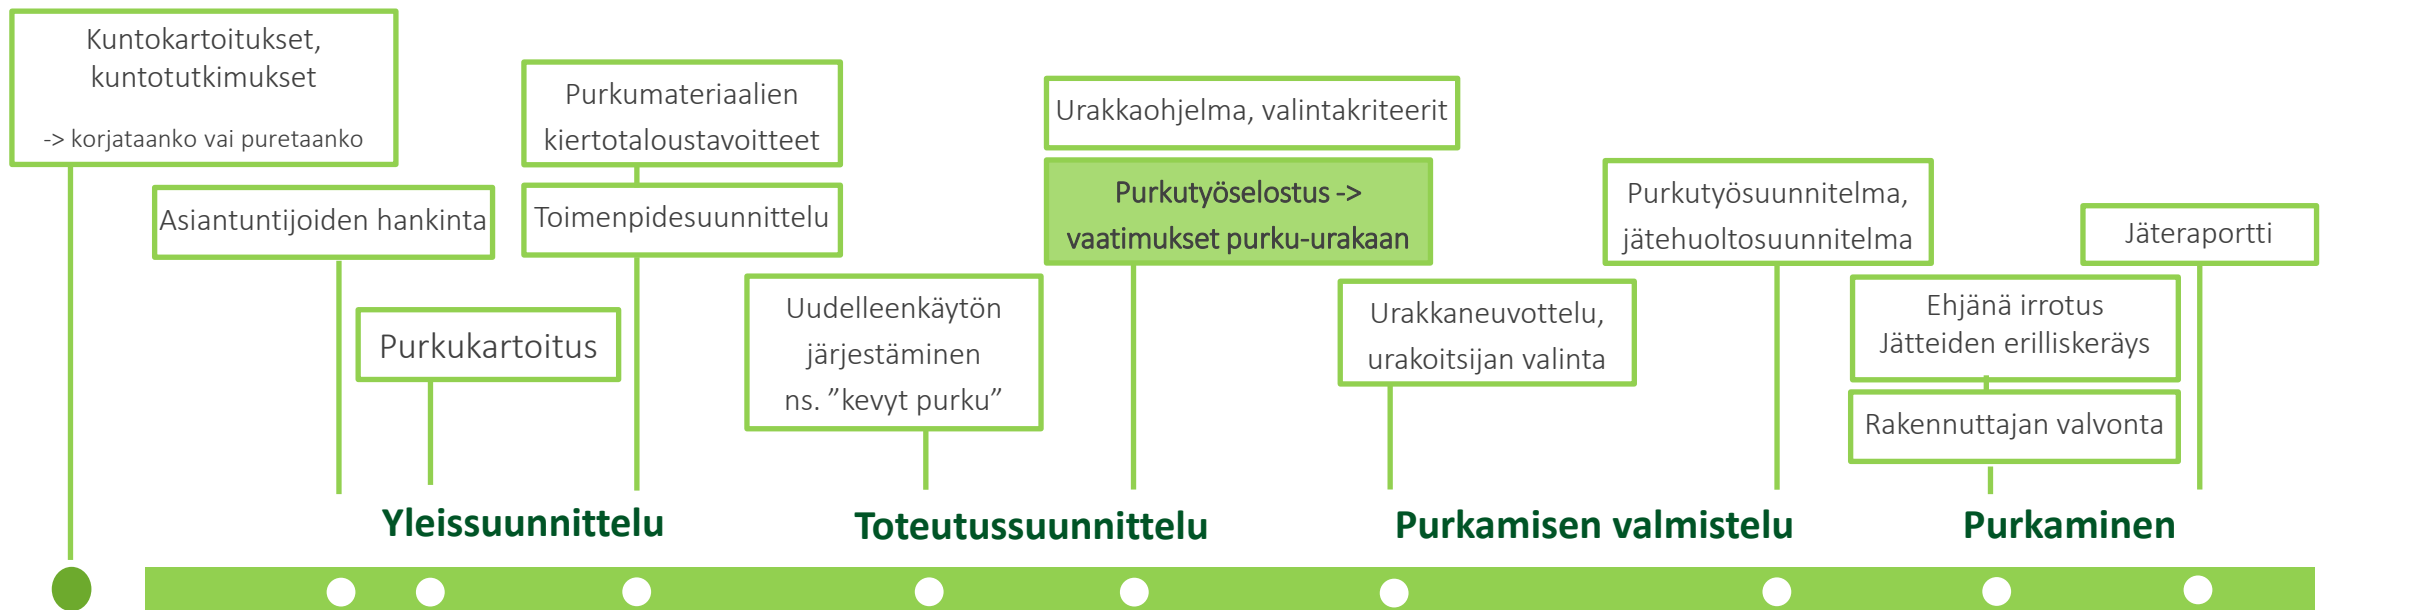 Kuntokartoitukset,
kuntotutkimukset
-> korjataanko vai puretaanko
Asiantuntijoiden hankinta
Purkukartoitus
Purkumateriaalien
kiertotaloustavoitteet
Toimenpidesuunnittelu
Uudelleenkäytön
järjestäminen
ns. ”kevyt purku”
Urakkaohjelma, valintakriteerit
Purkutyöselostus ->
vaatimukset purku-urakaan
Urakkaneuvottelu,
urakoitsijan valinta
Purkutyösuunnitelma,
jätehuoltosuunnitelma
Ehjänä irrotus
Jätteiden erilliskeräys
Rakennuttajan valvonta
Jäteraportti
Yleissuunnittelu
Toteutussuunnittelu
Purkamisen valmistelu
Purkaminen